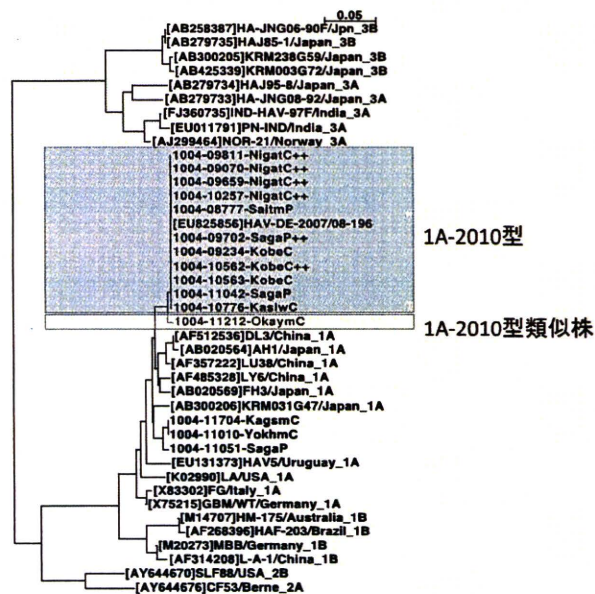 0.05
[AB258387]HA-JNG06-90F/Jpn_3B
[AB279735]HAJ85-1/Japan_3B
[AB300205]KRM238G59/Japan_3B
[AB425339]KRM003G72/Japan_3B
[AB279734]HAJ95-8/Japan_3A
[AB279733]HA-JNG08-92/Japan_3A
[FJ360735]IND-HAV-97F/India_3A
[EU011791]PN-IND/India_3A
[AJ299464]NOR-21/Norway_3A
1004-09811-NigatC++
1004-09070-NigatC++
1004-09659-NigatC++
1004-10257-NigatC++
1004-08777-SaitmP
[EU825856]HAV-DE-2007/08-196
1004-09702-SagaP++
1004-09234-KobeC
1004-10562-KobeC++
1004-10563-KobeC
1004-11042-SagaP
1004-10776-KasiwC
1A-2010型
1004-11212-OkaymC
1A-2010型類似株
[AF512536]DL3/China_1A
[AB020564]AH1/Japan_1A
[AF357222]LU38/China_1A
[AF485328]LY6/China_1A
[AB020569]FH3/Japan_1A
[AB300206]KRM031G47/Japan_1A
1004-11704-KagsmC
1004-11010-YokhmC
1004-11051-SagaP
[EU131373]HAV5/Uruguay_1A
[K02990]LA/USA_1A
[X83302]FG/Italy_1A
[X75215]GBM/WT/Germany_1A
[M14707]HM-175/Australia_1B
[AF268396]HAF-203/Brazil_1B
[M20273]MBB/Germany_1B
[AF314208]L-A-1/China_1B
[AY644670]SLF88/USA_2B
[AY644676]CF53/Berne_2A